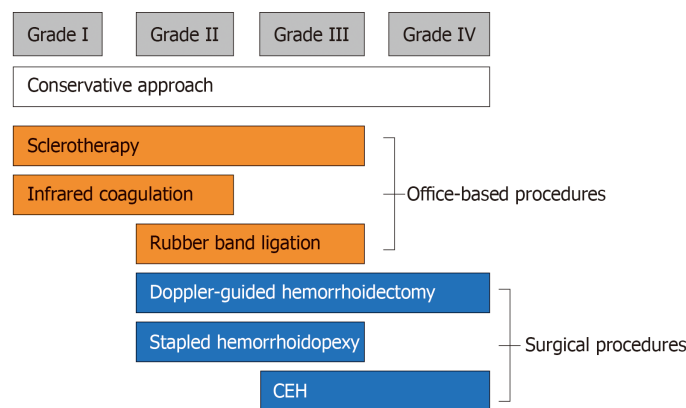 Grade I Grade II Grade III Grade IV
Conservative approach
Sclerotherapy
Infrared coagulation
Office-based procedures
Rubber band ligation
Doppler-guided hemorrhoidectomy
Stapled hemorrhoidopexy
Surgical procedures
CEH